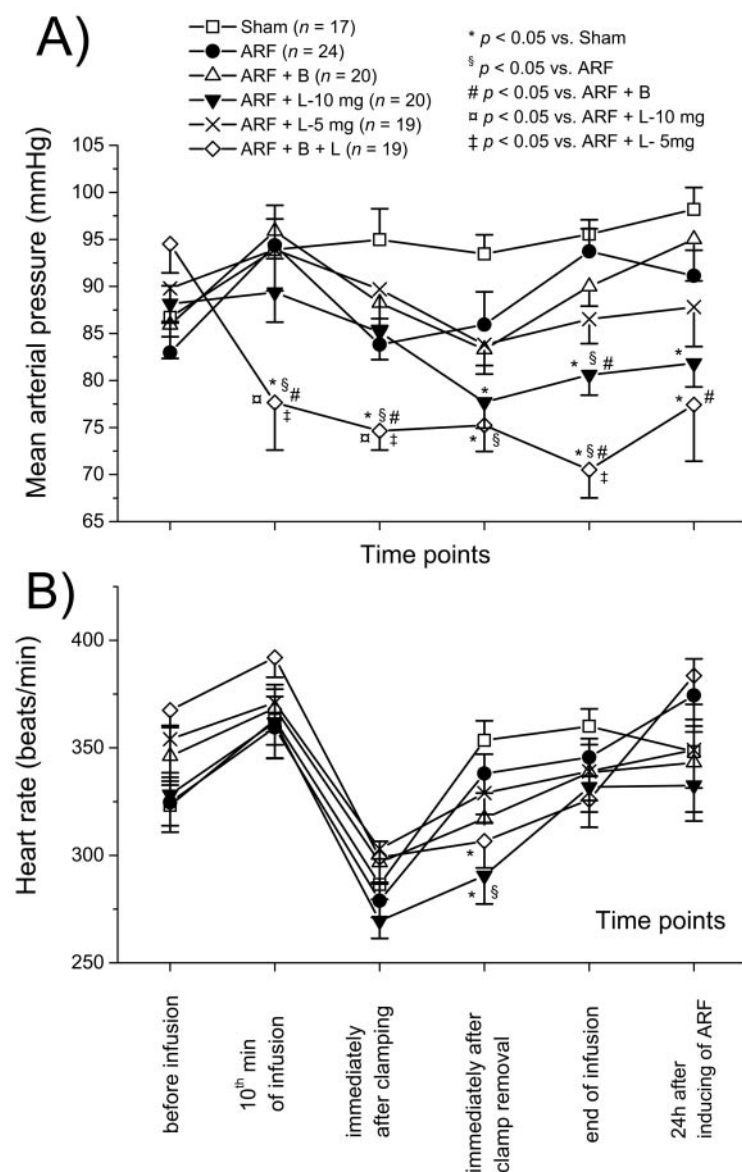 A)
Sham (n = 17)
ARF (n = 24)
ARF + B (n = 20)
ARF + L-10 mg (n = 20)
ARF + L-5 mg (n = 19)
ARF + B + L (n = 19)
* p < 0.05 vs. Sham
§ p < 0.05 vs. ARF
# p < 0.05 vs. ARF + B
¤ p < 0.05 vs. ARF + L-10 mg
‡ p < 0.05 vs. ARF + L- 5mg
Mean arterial pressure (mmHg)
105
100
95
90
85
80
75
70
65
* § #
¤ ‡
* § #
¤ ‡
*
* §
* § #
* § #
‡
*
* #
Time points
B)
Heart rate (beats/min)
400
350
300
250
*
* §
Time points
before infusion
10th min
of infusion
immediately
after clamping
immediately after
clamp removal
end of infusion
24h after
inducing of ARF